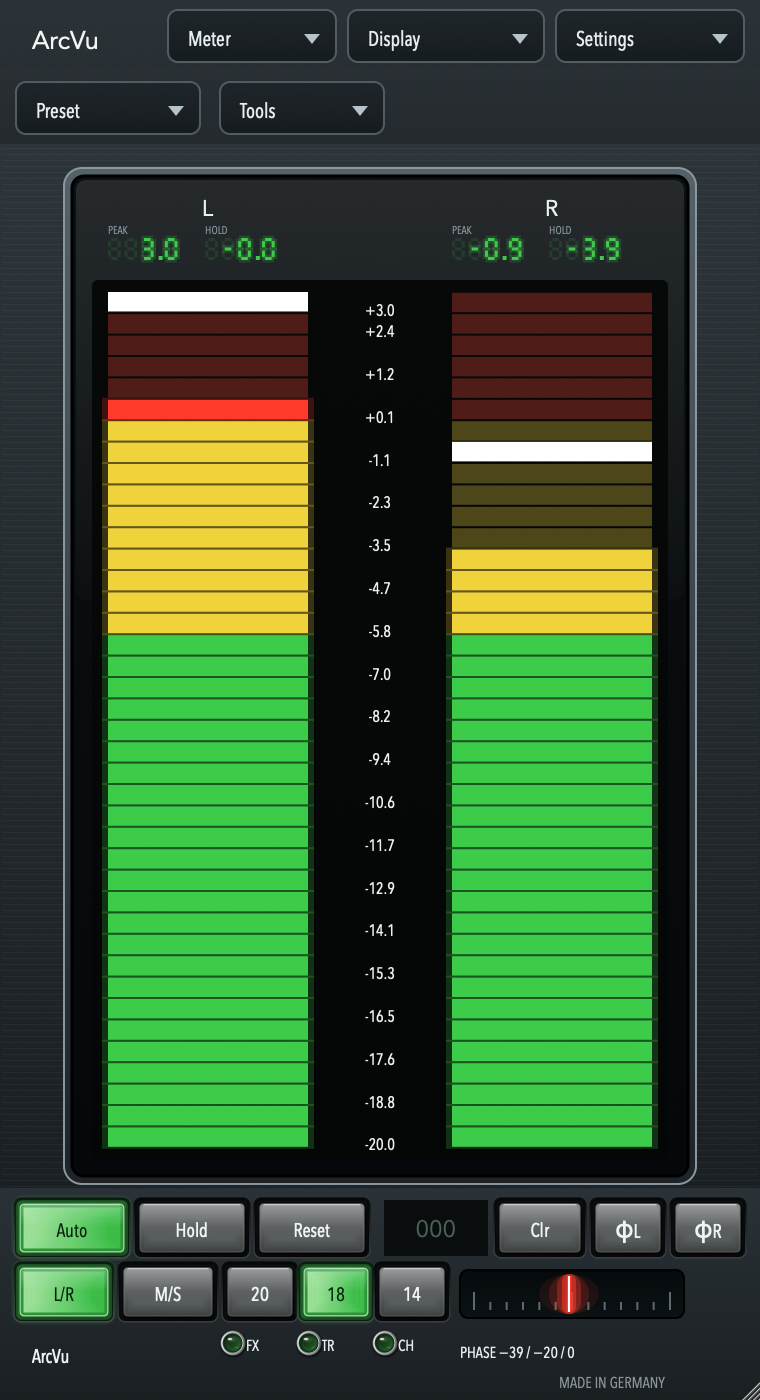 ArcVu Meter Display Settings
Preset Tools
L R
PEAK HOLD PEAK HOLD
3.0 -0.0 -0.9 -3.9
+3.0
+2.4
+1.2
+0.1
-1.1
-2.3
-3.5
-4.7
-5.8
-7.0
-8.2
-9.4
-10.6
-11.7
-12.9
-14.1
-15.3
-16.5
-17.6
-18.8
-20.0
Auto Hold Reset 000 Clr ΦL ΦR
L/R M/S 20 18 14
FX TR CH
ArcVu PHASE –39 / –20 / 0
MADE IN GERMANY